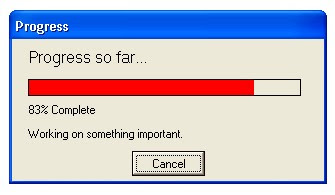 Progress
Progress so far...
83% Complete
Working on something important.
Cancel